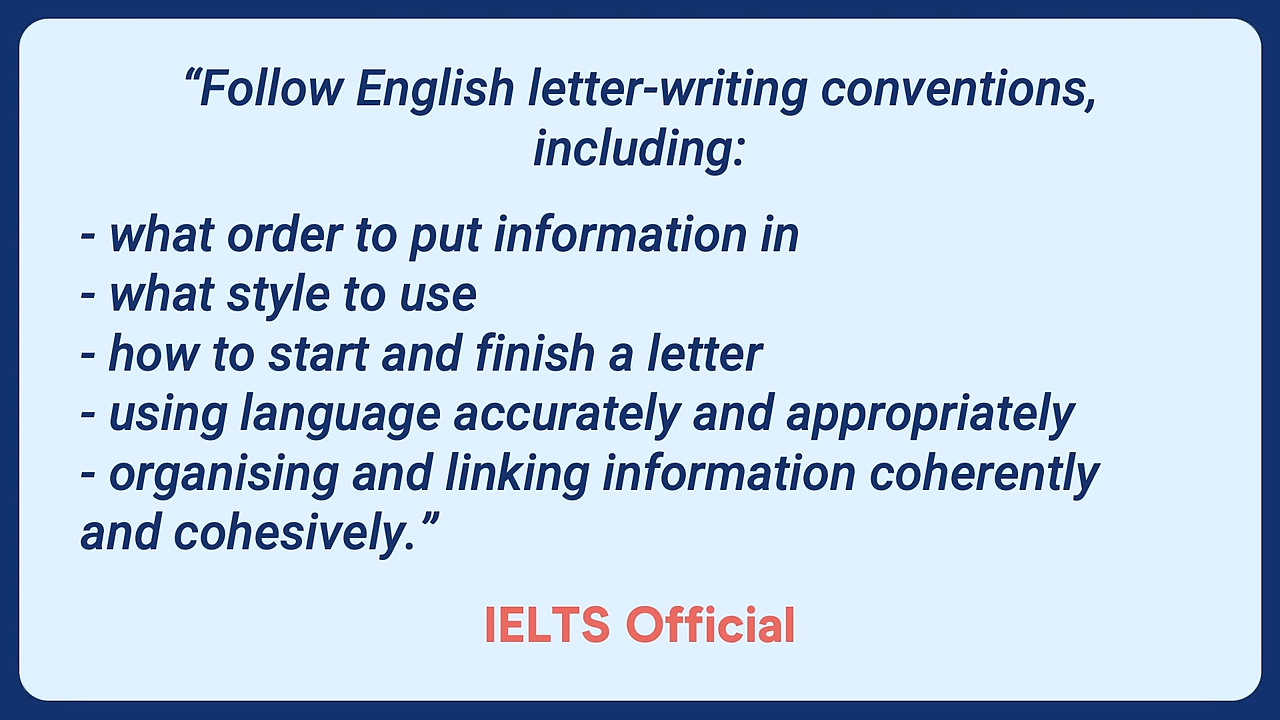 “Follow English letter-writing conventions,
including:
- what order to put information in
- what style to use
- how to start and finish a letter
- using language accurately and appropriately
- organising and linking information coherently
and cohesively.”
IELTS Official